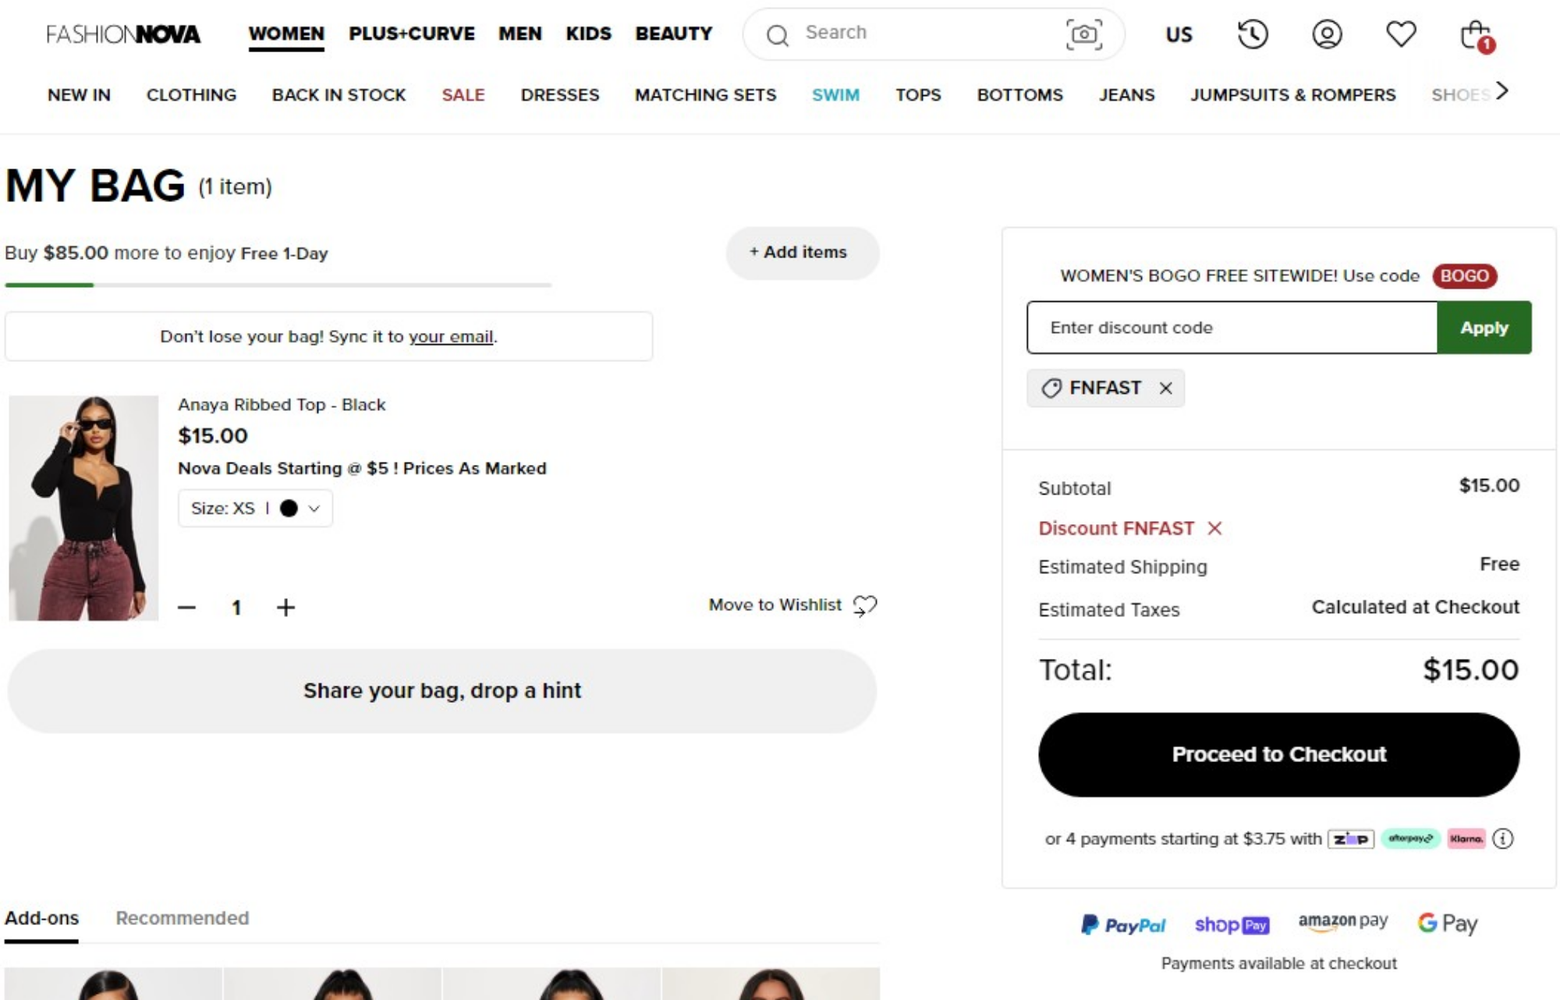 FASHIONNOVA
WOMEN PLUS+CURVE MEN KIDS BEAUTY
Search
US
1
NEW IN CLOTHING BACK IN STOCK SALE DRESSES MATCHING SETS SWIM TOPS BOTTOMS JEANS JUMPSUITS & ROMPERS SHOES
MY BAG (1 item)
Buy $85.00 more to enjoy Free 1-Day
+ Add items
Don't lose your bag! Sync it to your email.
Anaya Ribbed Top - Black
$15.00
Nova Deals Starting @ $5 ! Prices As Marked
Size: XS |
1
Move to Wishlist
Share your bag, drop a hint
Add-ons Recommended
WOMEN'S BOGO FREE SITEWIDE! Use code BOGO
Enter discount code Apply
FNFAST
Subtotal $15.00
Discount FNFAST
Estimated Shipping Free
Estimated Taxes Calculated at Checkout
Total: $15.00
Proceed to Checkout
or 4 payments starting at $3.75 with zip afterpay Klarna.
PayPal shop Pay amazon pay G Pay
Payments available at checkout